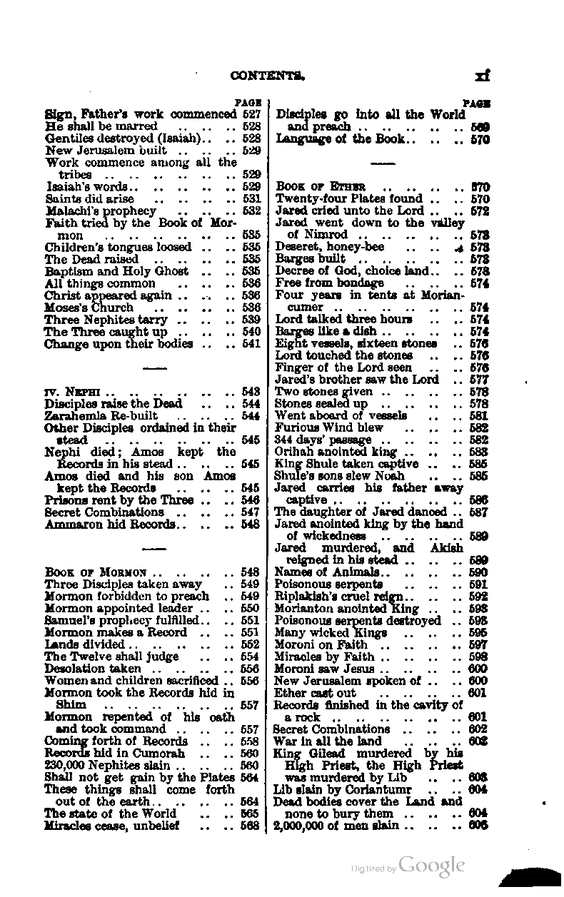 CONTENTS. xi
PAGE
Sign, Father's work commenced 527
He shall be marred .. .. .. 528
Gentiles destroyed (Isaiah).. .. 528
New Jerusalem built .. .. .. 529
Work commence among all the
tribes .. .. .. .. .. .. 529
Isaiah's words.. .. .. .. .. 529
Saints did arise .. .. .. .. 531
Malachi's prophecy .. .. .. 532
Faith tried by the Book of Mor-
mon .. .. .. .. .. .. 535
Children's tongues loosed .. .. 535
The Dead raised .. .. .. .. 535
Baptism and Holy Ghost .. .. 535
All things common .. .. .. 536
Christ appeared again .. .. .. 536
Moses's Church .. .. .. .. 536
Three Nephites tarry .. .. .. 539
The Three caught up .. .. .. 540
Change upon their bodies .. .. 541
IV. NEPHI .. .. .. .. .. .. 543
Disciples raise the Dead .. .. 544
Zarahemla Re-built .. .. .. 544
Other Disciples ordained in their
stead .. .. .. .. .. .. 545
Nephi died; Amos kept the
Records in his stead .. .. .. 545
Amos died and his son Amos
kept the Records .. .. .. 545
Prisons rent by the Three .. .. 546
Secret Combinations .. .. .. 547
Ammaron hid Records.. .. .. 548
BOOK OF MORMON .. .. .. .. 548
Three Disciples taken away .. 549
Mormon forbidden to preach .. 549
Mormon appointed leader .. .. 550
Samuel's prophecy fulfilled.. .. 551
Mormon makes a Record .. .. 551
Lands divided.. .. .. .. .. 552
The Twelve shall judge .. .. 554
Desolation taken .. .. .. .. 556
Women and children sacrificed .. 556
Mormon took the Records hid in
Shim .. .. .. .. .. .. 557
Mormon repented of his oath
and took command .. .. .. 557
Coming forth of Records .. .. 558
Records hid in Cumorah .. .. 560
230,000 Nephites slain .. .. .. 560
Shall not get gain by the Plates 564
These things shall come forth
out of the earth.. .. .. .. 564
The state of the World .. .. 565
Miracles cease, unbelief .. .. 568
PAGE
Disciples go into all the World
and preach .. .. .. .. .. 569
Language of the Book.. .. .. 570
BOOK OF ETHER .. .. .. .. 570
Twenty-four Plates found .. .. 570
Jared cried unto the Lord .. .. 572
Jared went down to the valley
of Nimrod .. .. .. .. .. 573
Deseret, honey-bee .. .. .. 573
Barges built .. .. .. .. .. 573
Decree of God, choice land.. .. 573
Free from bondage .. .. .. 574
Four years in tents at Morian-
cumer .. .. .. .. .. .. 574
Lord talked three hours .. .. 574
Barges like a dish .. .. .. .. 574
Eight vessels, sixteen stones .. 576
Lord touched the stones .. .. 576
Finger of the Lord seen .. .. 576
Jared's brother saw the Lord .. 577
Two stones given .. .. .. .. 578
Stones sealed up .. .. .. .. 578
Went aboard of vessels .. .. 581
Furious Wind blew .. .. .. 582
344 days' passage .. .. .. .. 582
Orihah anointed king .. .. .. 583
King Shule taken captive .. .. 585
Shule's sons slew Noah .. .. 585
Jared carries his father away
captive .. .. .. .. .. .. 586
The daughter of Jared danced .. 587
Jared anointed king by the hand
of wickedness .. .. .. .. 589
Jared murdered, and Akish
reigned in his stead .. .. .. 589
Names of Animals.. .. .. .. 590
Poisonous serpents .. .. .. 591
Riplakish's cruel reign.. .. .. 592
Morianton anointed King .. .. 593
Poisonous serpents destroyed .. 593
Many wicked Kings .. .. .. 595
Moroni on Faith .. .. .. .. 597
Miracles by Faith .. .. .. .. 598
Moroni saw Jesus .. .. .. .. 600
New Jerusalem spoken of .. .. 600
Ether cast out .. .. .. .. 601
Records finished in the cavity of
a rock .. .. .. .. .. .. 601
Secret Combinations .. .. .. 602
War in all the land .. .. .. 602
King Gilead murdered by his
High Priest, the High Priest
was murdered by Lib .. .. 603
Lib slain by Coriantumr .. .. 604
Dead bodies cover the Land and
none to bury them .. .. .. 604
2,000,000 of men slain .. .. .. 605
Digitized by Google